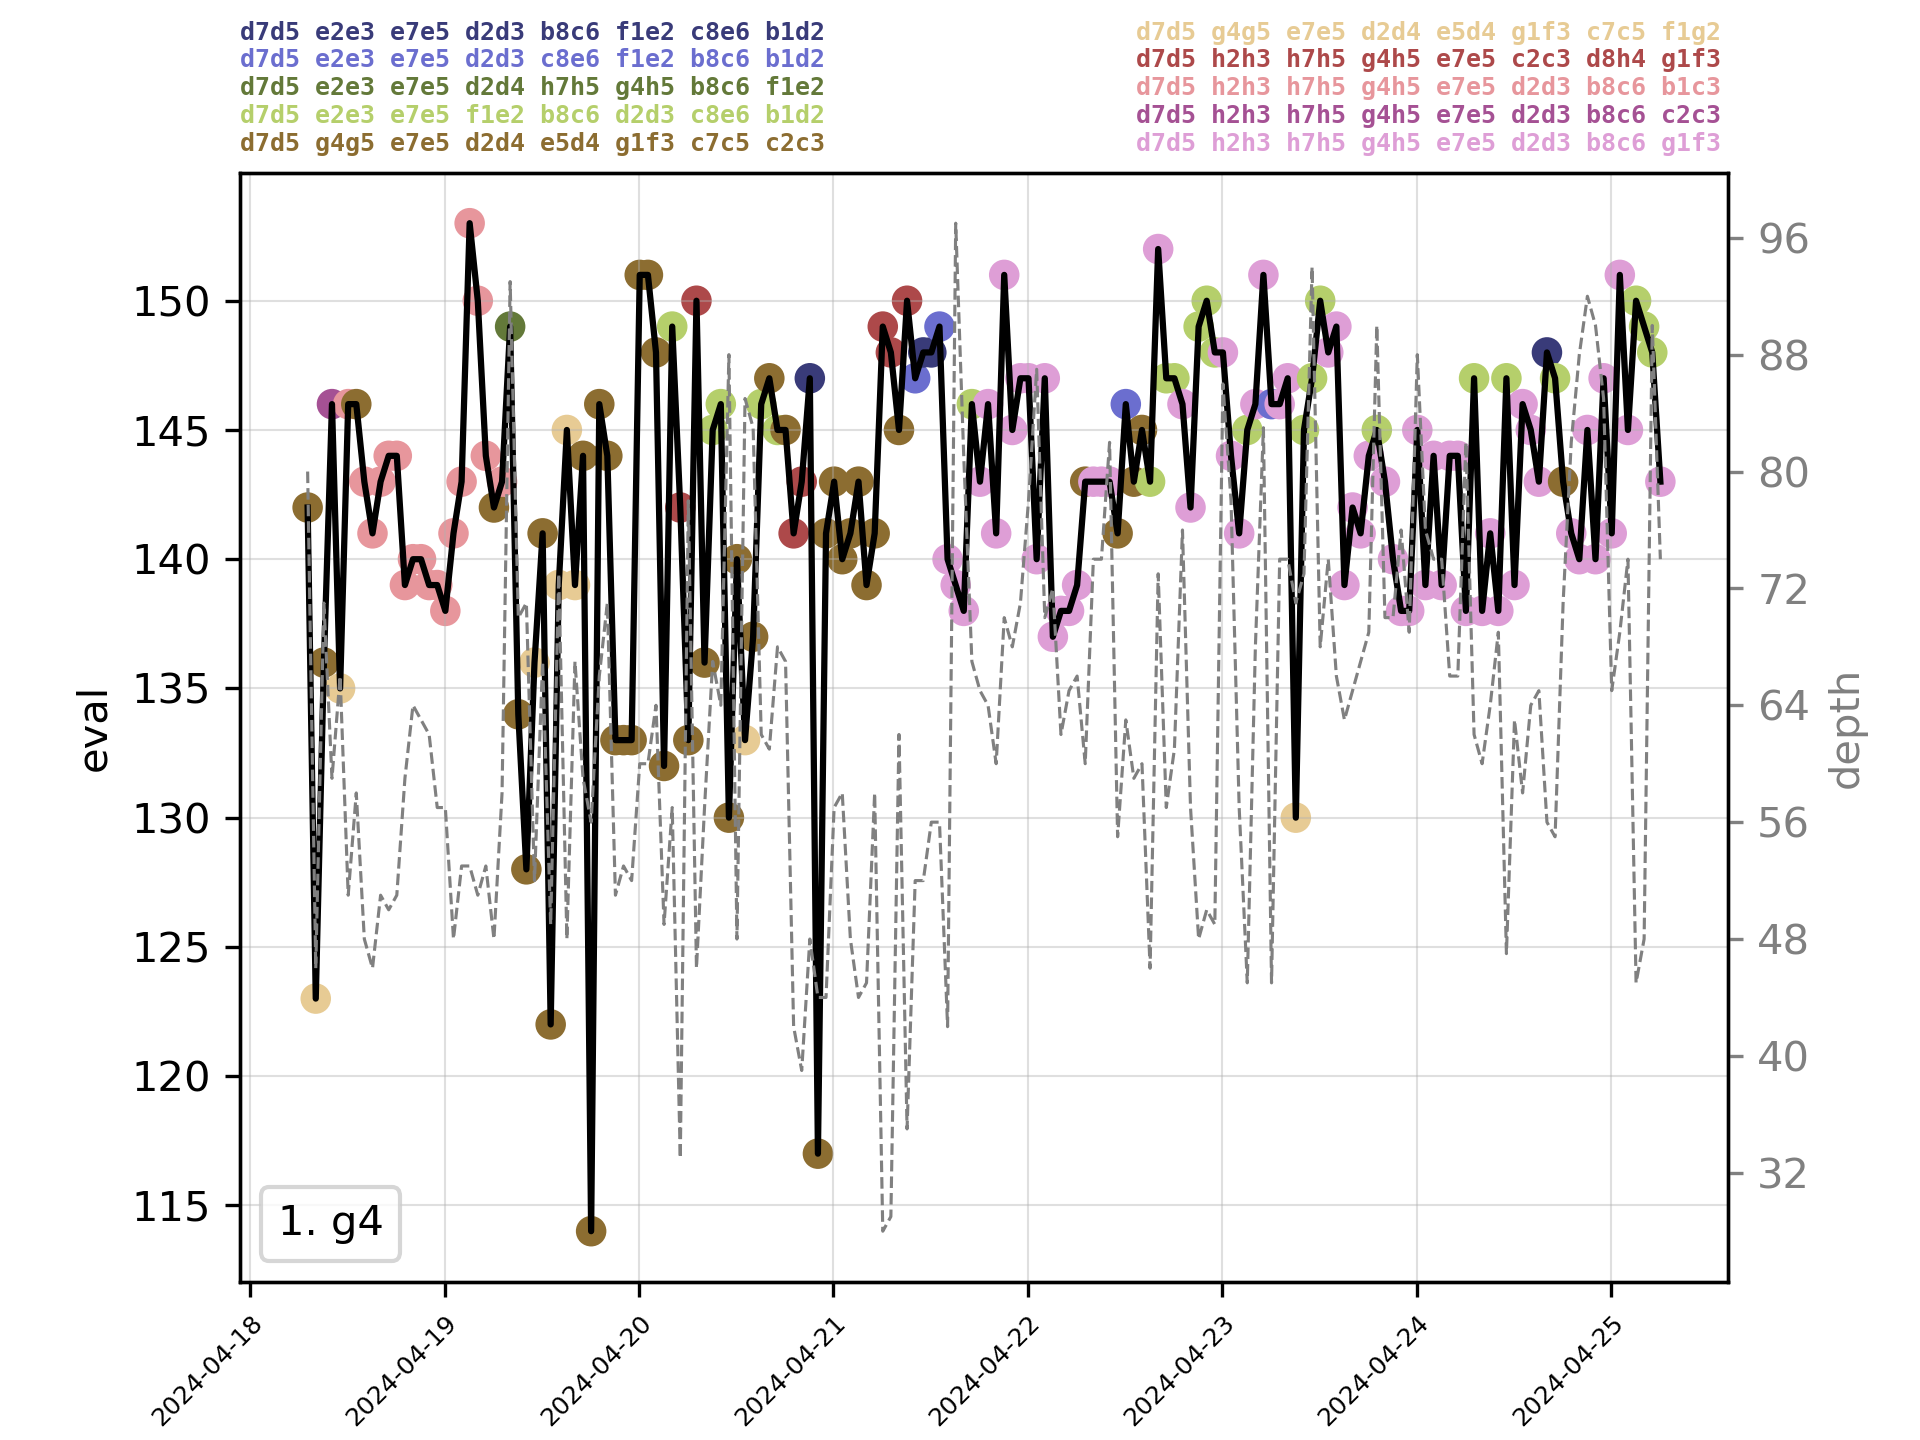 d7d5 e2e3 e7e5 d2d3 b8c6 f1e2 c8e6 b1d2
d7d5 e2e3 e7e5 d2d3 c8e6 f1e2 b8c6 b1d2
d7d5 e2e3 e7e5 d2d4 h7h5 g4h5 b8c6 f1e2
d7d5 e2e3 e7e5 f1e2 b8c6 d2d3 c8e6 b1d2
d7d5 g4g5 e7e5 d2d4 e5d4 g1f3 c7c5 c2c3
d7d5 g4g5 e7e5 d2d4 e5d4 g1f3 c7c5 f1g2
d7d5 h2h3 h7h5 g4h5 e7e5 c2c3 d8h4 g1f3
d7d5 h2h3 h7h5 g4h5 e7e5 d2d3 b8c6 b1c3
d7d5 h2h3 h7h5 g4h5 e7e5 d2d3 b8c6 c2c3
d7d5 h2h3 h7h5 g4h5 e7e5 d2d3 b8c6 g1f3
eval
150
145
140
135
130
125
120
115
1. g4
96
88
80
72
64
56
48
40
32
depth
2024-04-18
2024-04-19
2024-04-20
2024-04-21
2024-04-22
2024-04-23
2024-04-24
2024-04-25